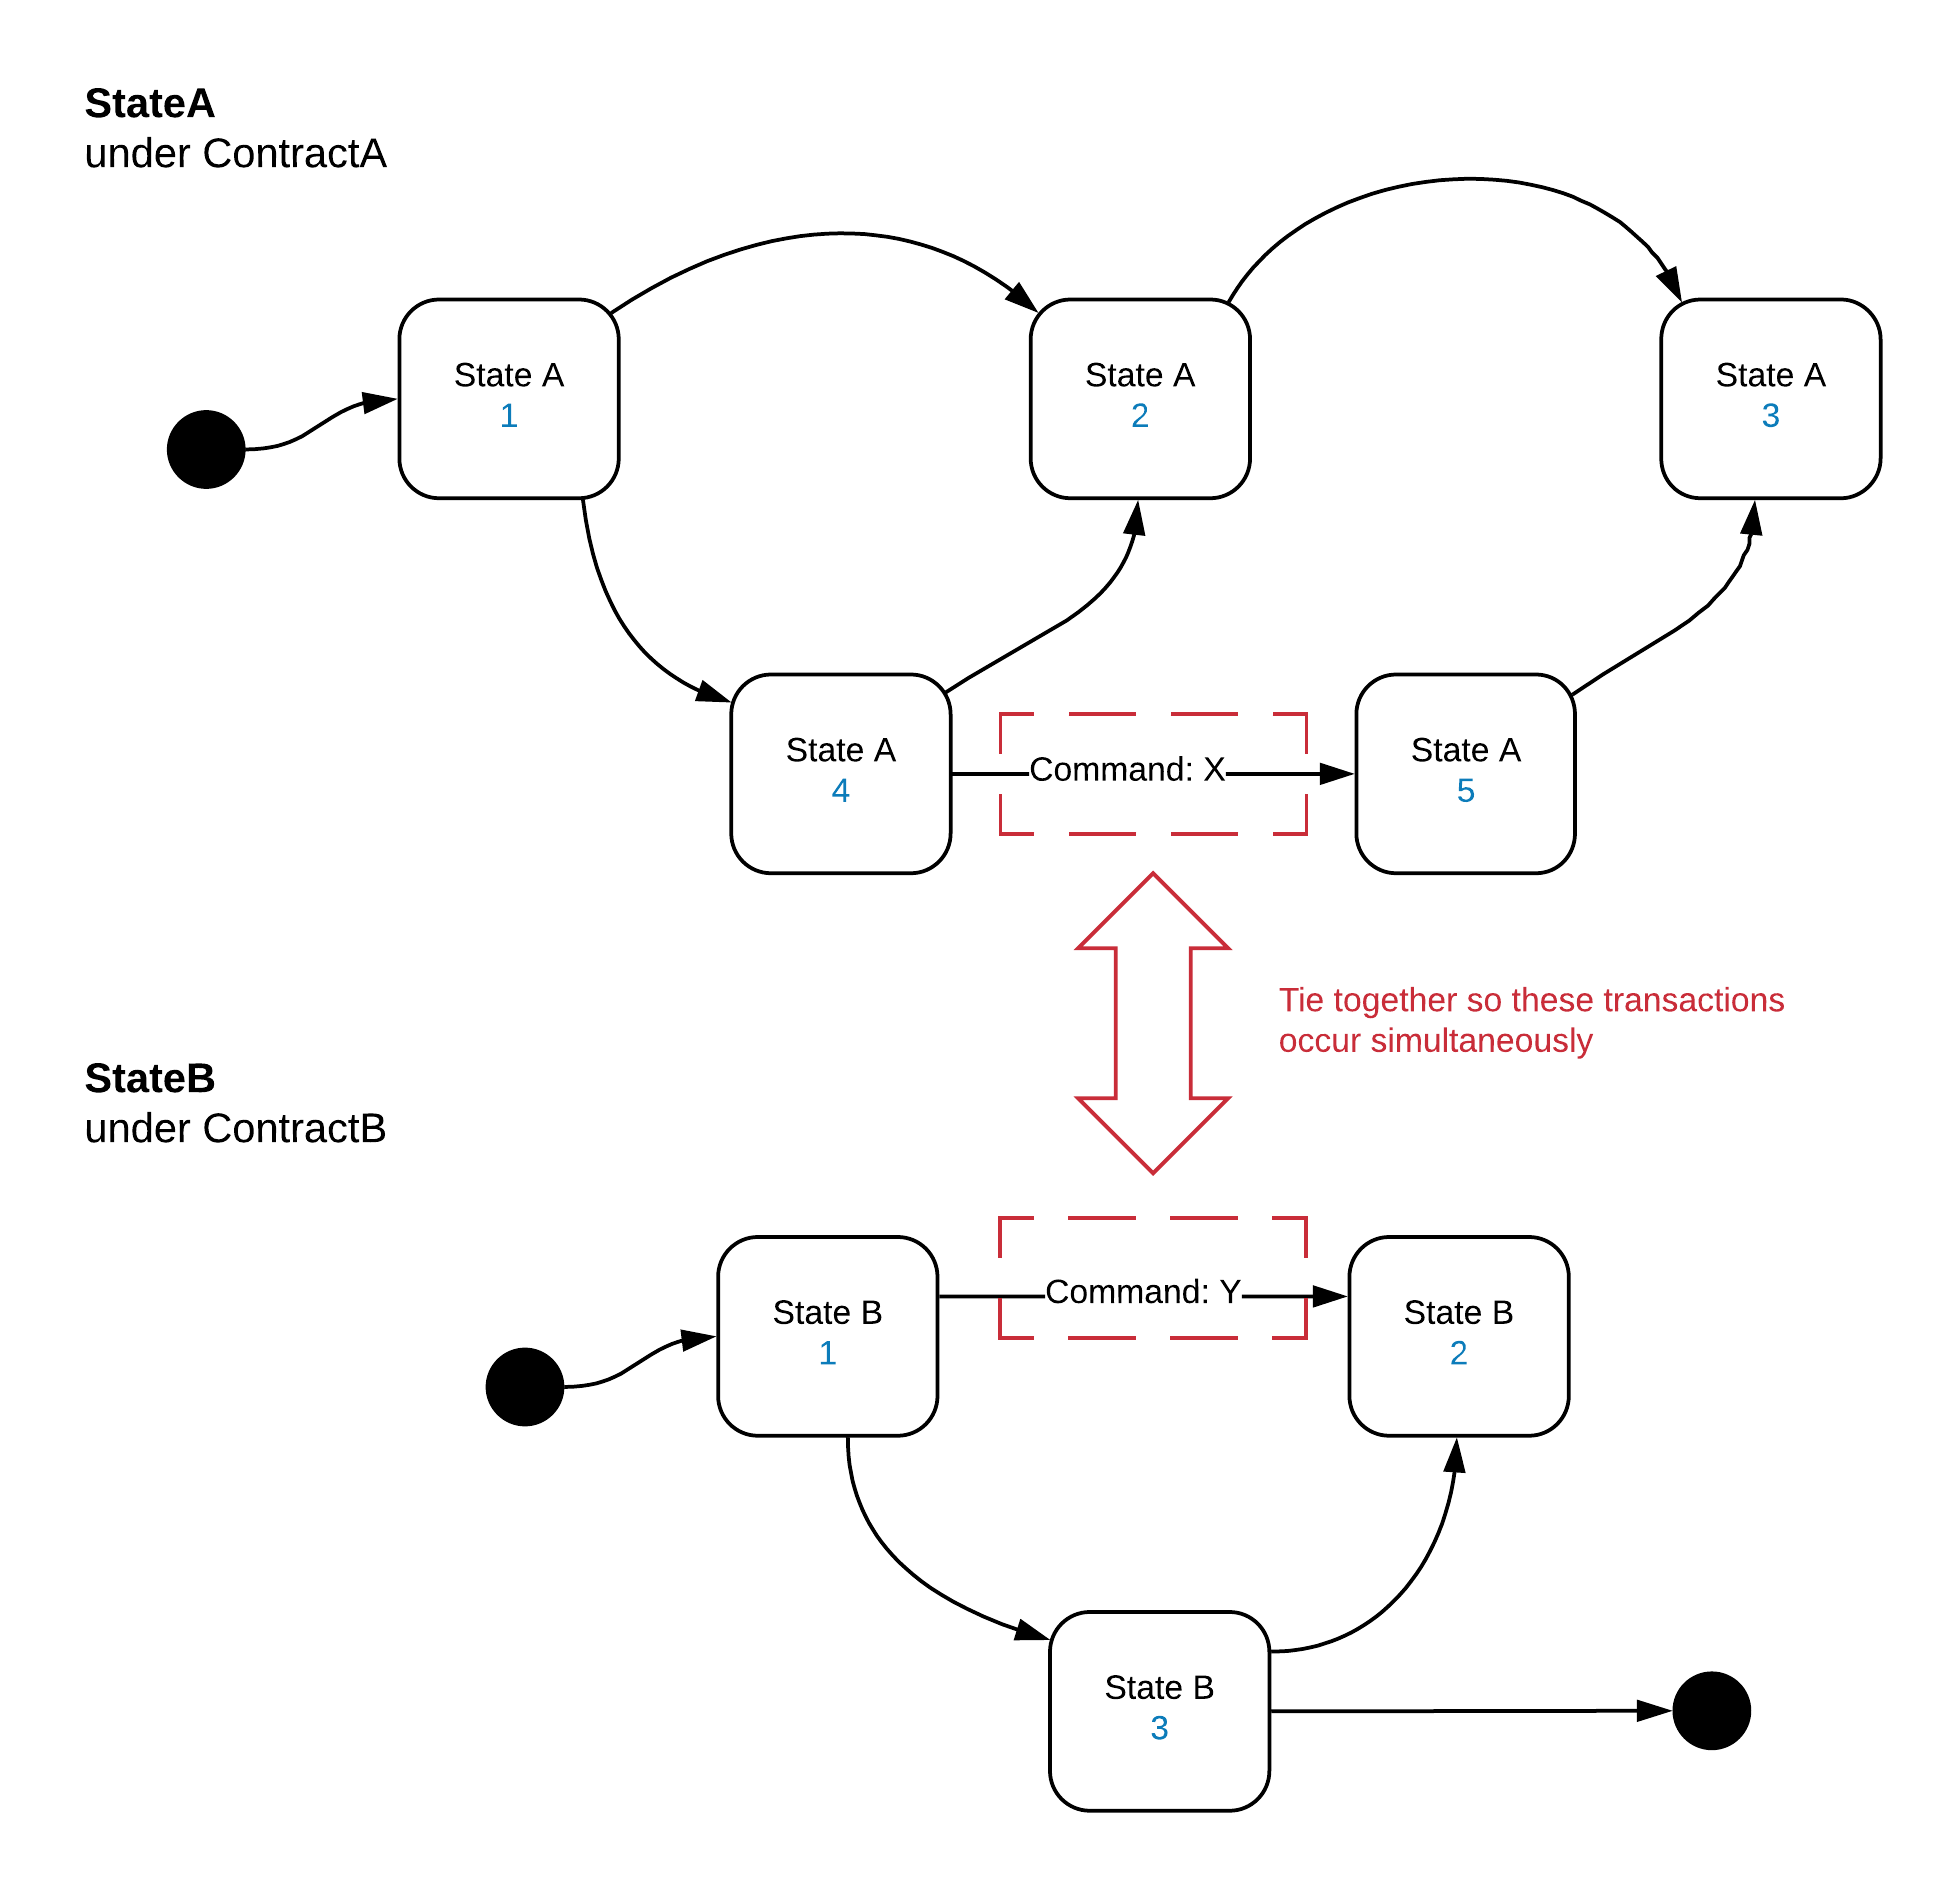 StateA
under ContractA
State A
1
State A
2
State A
3
State A
4
Command: X
State A
5
Tie together so these transactions
occur simultaneously
StateB
under ContractB
State B
1
Command: Y
State B
2
State B
3